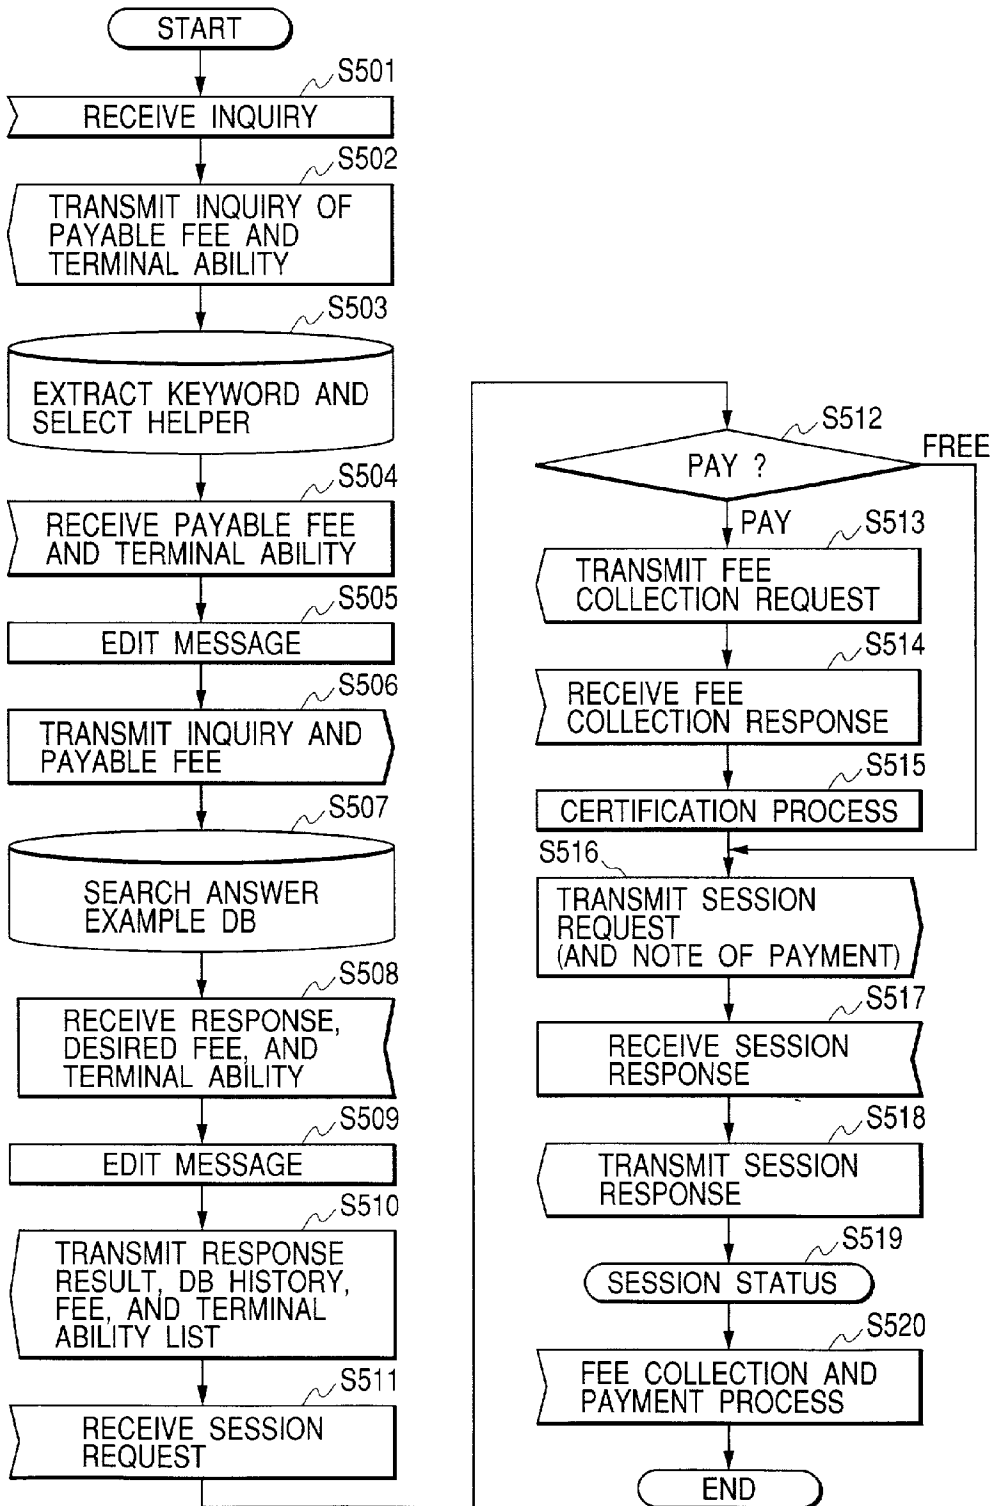 START
S501
RECEIVE INQUIRY
S502
TRANSMIT INQUIRY OF
PAYABLE FEE AND
TERMINAL ABILITY
S503
EXTRACT KEYWORD AND
SELECT HELPER
S504
RECEIVE PAYABLE FEE
AND TERMINAL ABILITY
S505
EDIT MESSAGE
S506
TRANSMIT INQUIRY AND
PAYABLE FEE
S507
SEARCH ANSWER
EXAMPLE DB
S508
RECEIVE RESPONSE,
DESIRED FEE, AND
TERMINAL ABILITY
S509
EDIT MESSAGE
S510
TRANSMIT RESPONSE
RESULT, DB HISTORY,
FEE, AND TERMINAL
ABILITY LIST
S511
RECEIVE SESSION
REQUEST
S512
PAY ?
FREE
PAY
S513
TRANSMIT FEE
COLLECTION REQUEST
S514
RECEIVE FEE
COLLECTION RESPONSE
S515
CERTIFICATION PROCESS
S516
TRANSMIT SESSION
REQUEST
(AND NOTE OF PAYMENT)
S517
RECEIVE SESSION
RESPONSE
S518
TRANSMIT SESSION
RESPONSE
S519
SESSION STATUS
S520
FEE COLLECTION AND
PAYMENT PROCESS
END